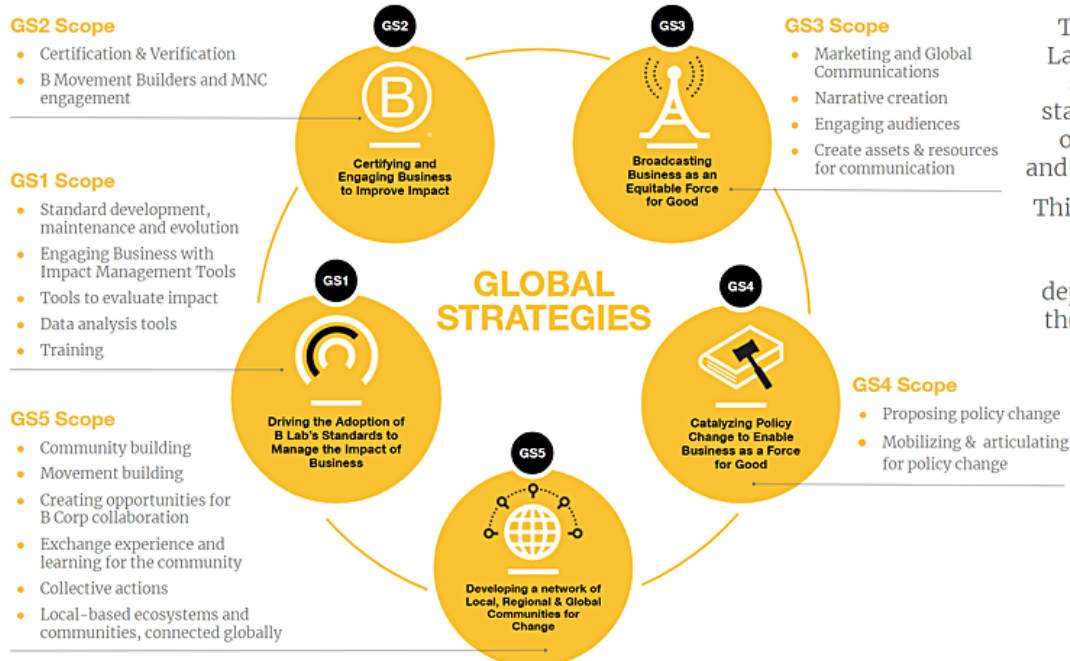 GS2 Scope
• Certification & Verification
• B Movement Builders and MNC
engagement
GS1 Scope
• Standard development,
maintenance and evolution
• Engaging Business with
Impact Management Tools
• Tools to evaluate impact
• Data analysis tools
• Training
GS5 Scope
• Community building
• Movement building
• Creating opportunities for
B Corp collaboration
• Exchange experience and
learning for the community
• Collective actions
• Local-based ecosystems and
communities, connected globally
GS2
B
Certifying and
Engaging Business
to Improve Impact
GS3
Broadcasting
Business as an
Equitable Force
for Good
GLOBAL
STRATEGIES
GS1
Driving the Adoption of
B Lab's Standards to
Manage the Impact of
Business
GS4
Catalyzing Policy
Change to Enable
Business as a Force
for Good
GS5
Developing a network of
Local, Regional & Global
Communities for
Change
GS3 Scope
• Marketing and Global
Communications
• Narrative creation
• Engaging audiences
• Create assets & resources
for communication
GS4 Scope
• Proposing policy change
• Mobilizing & articulating
for policy change
and